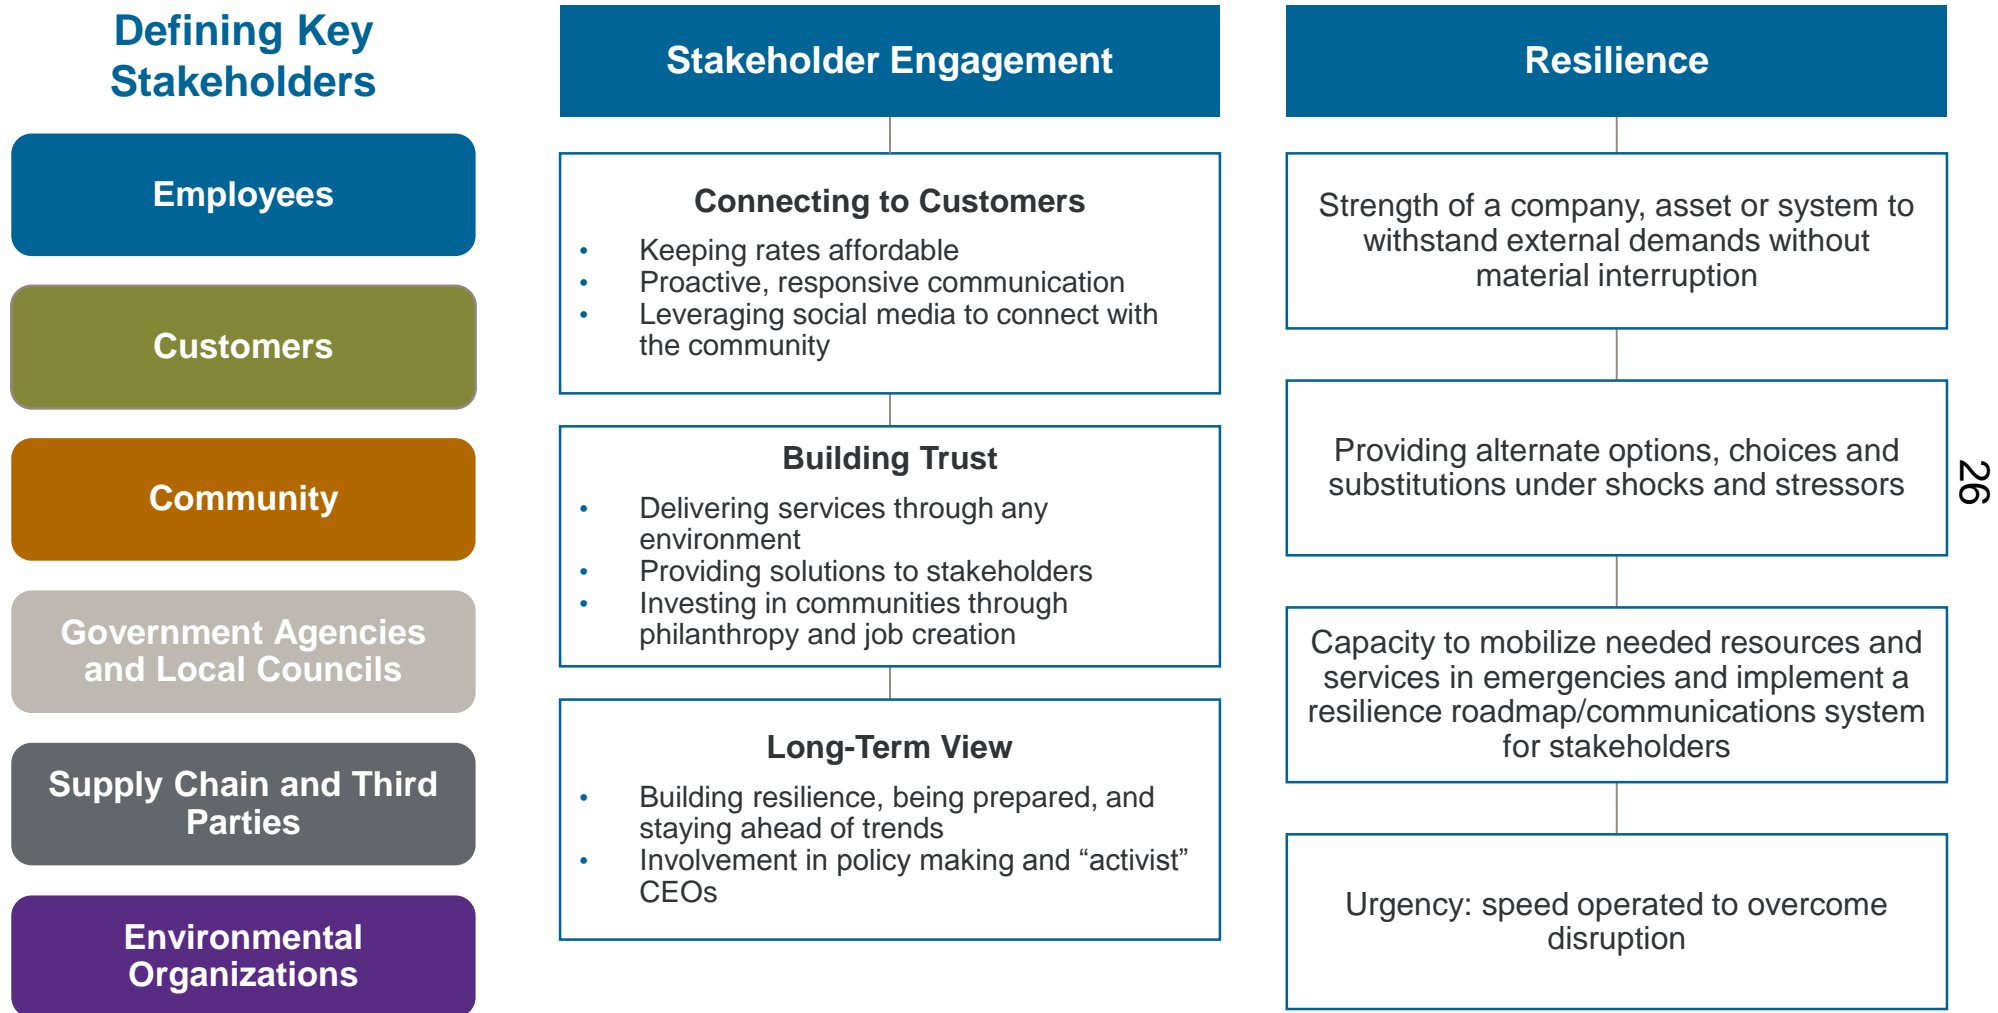 Defining Key
Stakeholders
Employees
Customers
Community
Government Agencies
and Local Councils
Supply Chain and Third
Parties
Environmental
Organizations
Stakeholder Engagement
Connecting to Customers
• Keeping rates affordable
• Proactive, responsive communication
• Leveraging social media to connect with
the community
Building Trust
• Delivering services through any
environment
• Providing solutions to stakeholders
• Investing in communities through
philanthropy and job creation
Long-Term View
• Building resilience, being prepared, and
staying ahead of trends
• Involvement in policy making and “activist”
CEOs
Resilience
Strength of a company, asset or system to
withstand external demands without
material interruption
Providing alternate options, choices and
substitutions under shocks and stressors
Capacity to mobilize needed resources and
services in emergencies and implement a
resilience roadmap/communications system
for stakeholders
Urgency: speed operated to overcome
disruption
26